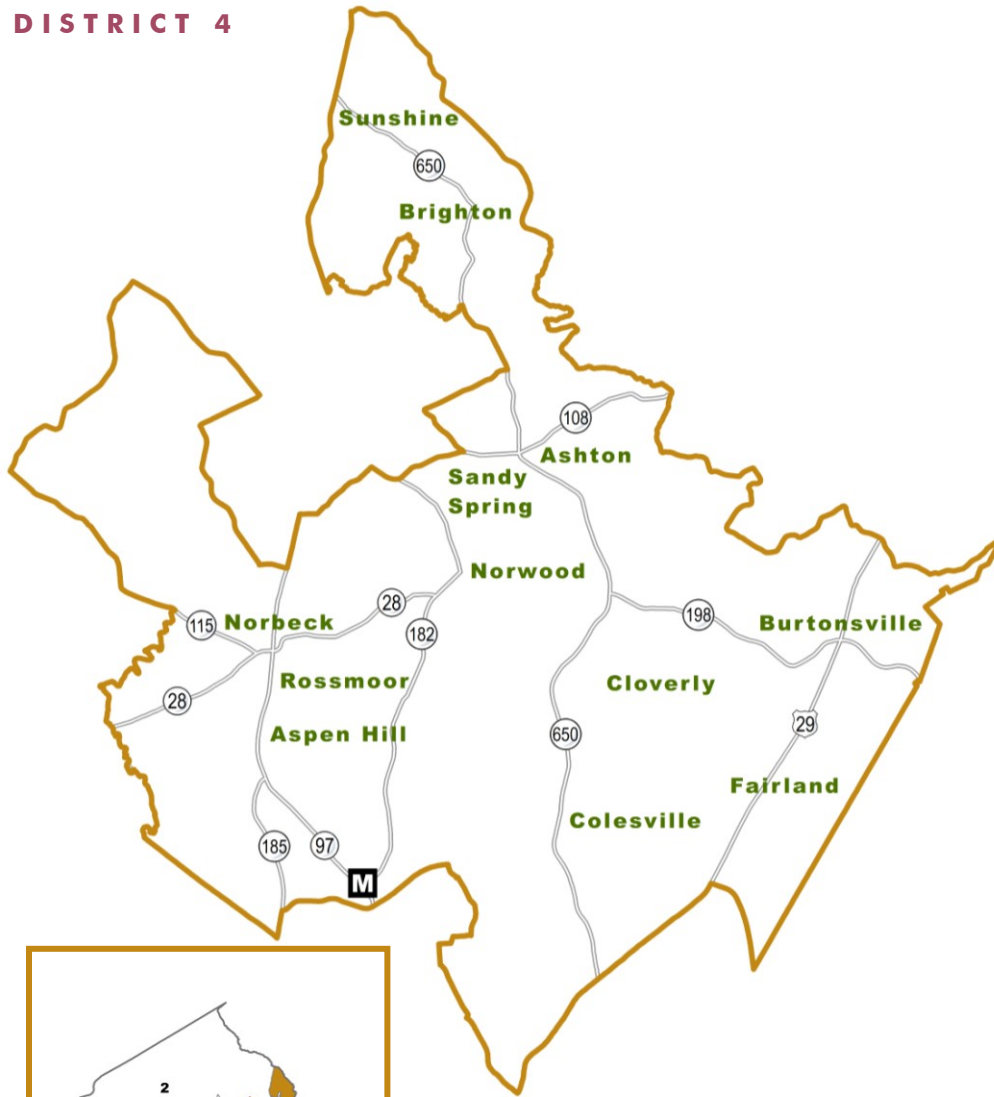 DISTRICT 4
Sunshine
650
Brighton
108
Ashton
Sandy
Spring
Norwood
28
115
Norbeck
198
Burtonsville
182
Rossmoor
Cloverly
28
Aspen Hill
29
650
Fairland
Colesville
185
97
M
2